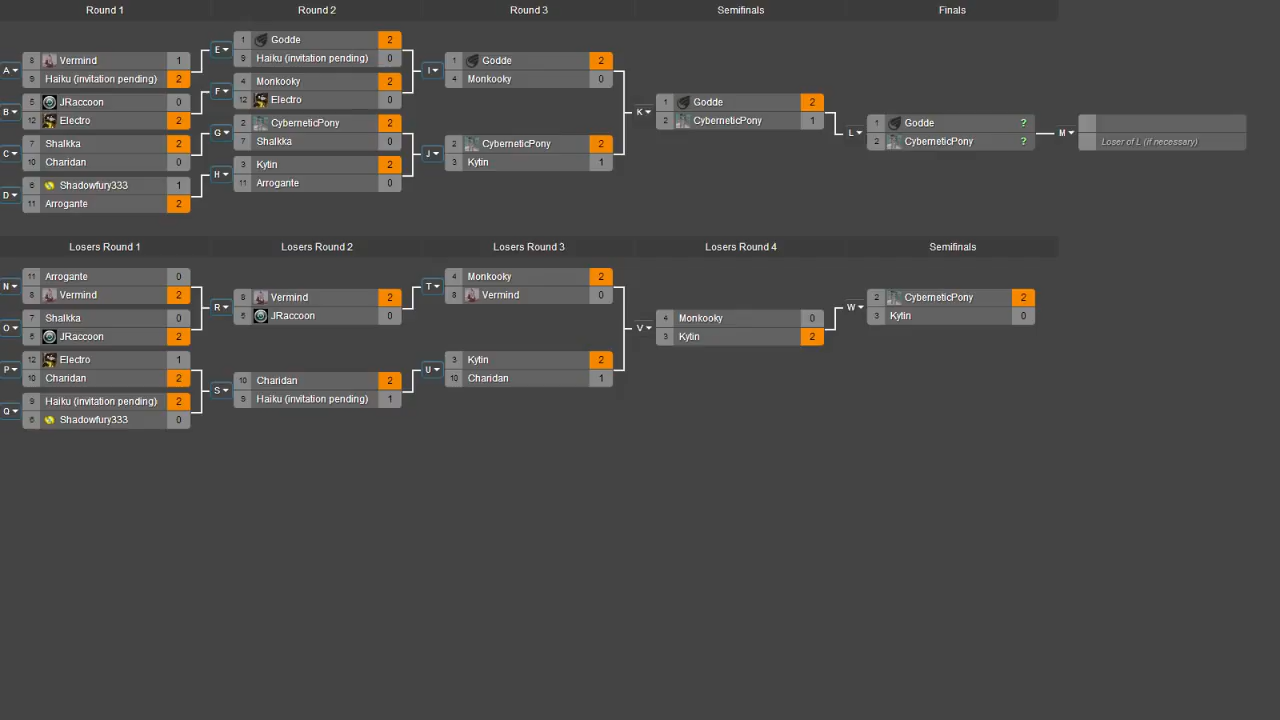 Round 1 Round 2 Round 3 Semifinals Finals
A
8 Vermind 1
9 Haiku (invitation pending) 2
B
5 JRaccoon 0
12 Electro 2
C
7 Shalkka 2
10 Charidan 0
D
6 Shadowfury333 1
11 Arrogante 2
E
1 Godde 2
9 Haiku (invitation pending) 0
F
4 Monkooky 2
12 Electro 0
G
2 CyberneticPony 2
7 Shalkka 0
H
3 Kytin 2
11 Arrogante 0
I
1 Godde 2
4 Monkooky 0
J
2 CyberneticPony 2
3 Kytin 1
K
1 Godde 2
2 CyberneticPony 1
L
1 Godde ?
2 CyberneticPony ?
M
Loser of L (if necessary)
Losers Round 1 Losers Round 2 Losers Round 3 Losers Round 4 Semifinals
N
11 Arrogante 0
8 Vermind 2
O
7 Shalkka 0
5 JRaccoon 2
P
12 Electro 1
10 Charidan 2
Q
9 Haiku (invitation pending) 2
6 Shadowfury333 0
R
8 Vermind 2
5 JRaccoon 0
S
10 Charidan 2
9 Haiku (invitation pending) 1
T
4 Monkooky 2
8 Vermind 0
U
3 Kytin 2
10 Charidan 1
V
4 Monkooky 0
3 Kytin 2
W
2 CyberneticPony 2
3 Kytin 0